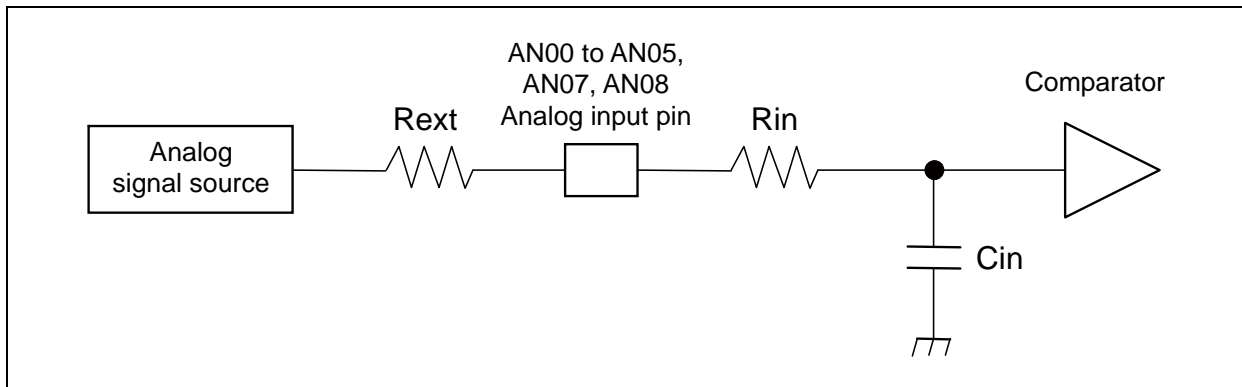 Analog
signal source
Rext
AN00 to AN05,
AN07, AN08
Analog input pin
Rin
Comparator
Cin